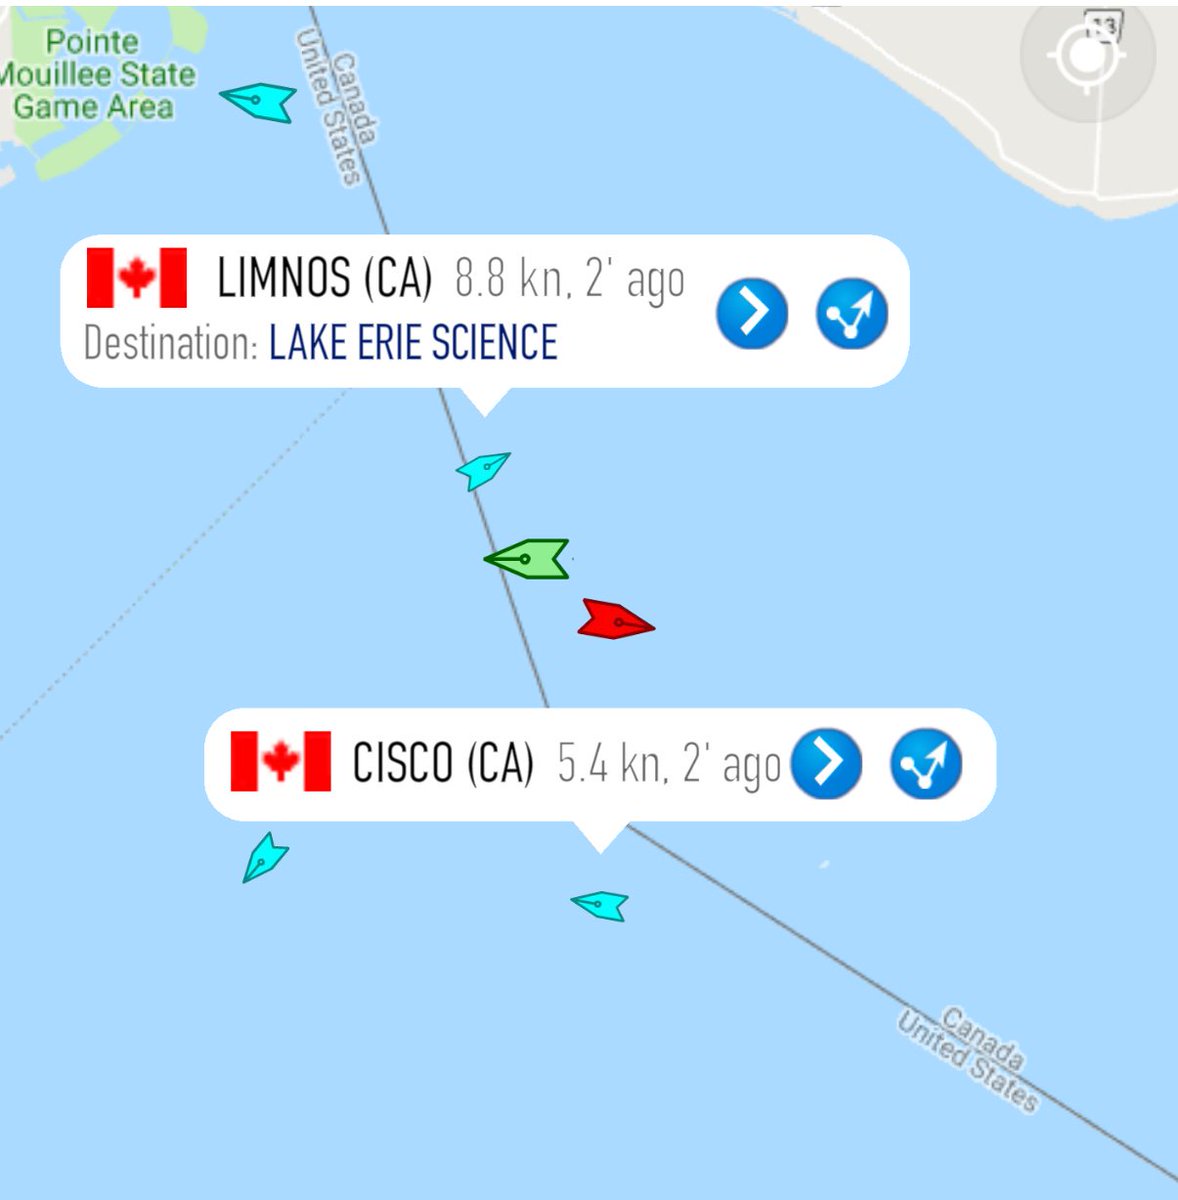 Pointe
Mouillee State
Game Area
Canada
United States
13
LIMNOS (CA) 8.8 kn, 2' ago
Destination: LAKE ERIE SCIENCE
CISCO (CA) 5.4 kn, 2' ago
Canada
United States